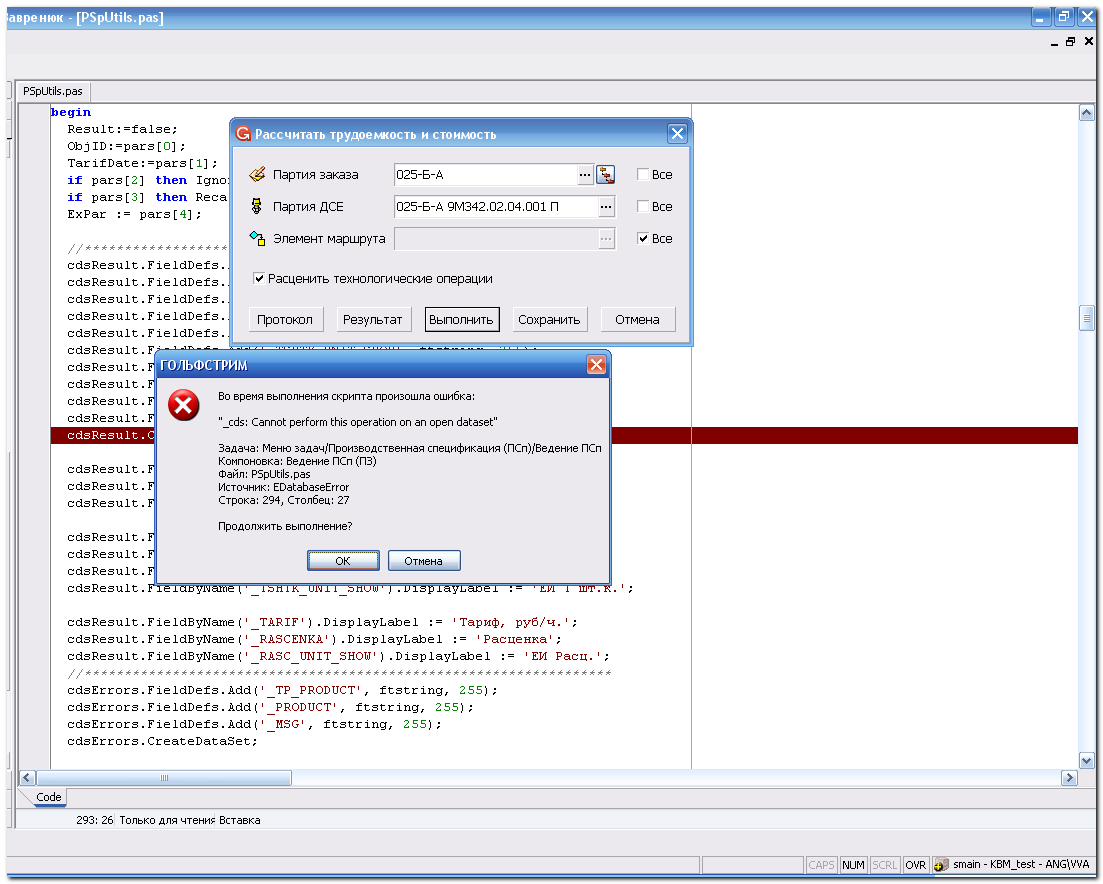 Завренюк - [PSpUtils.pas]
PSpUtils.pas
begin
Result:=false;
ObjID:=pars[0];
TarifDate:=pars[1];
if pars[2] then Igno
if pars[3] then Reca
ExPar := pars[4];
//******************
cdsResult.FieldDefs.
cdsResult.FieldDefs.
cdsResult.FieldDefs.
cdsResult.FieldDefs.
cdsResult.FieldDefs.
cdsResult.F
cdsResult.F
cdsResult.F
cdsResult.F
cdsResult.C
cdsResult.F
cdsResult.F
cdsResult.F
cdsResult.F
cdsResult.F
cdsResult.F
cdsResult.FieldByName('_TSHTK_UNIT_SHOW').DisplayLabel := 'ЕИ Т шт.к.';
cdsResult.FieldByName('_TARIF').DisplayLabel := 'Тариф, руб/ч.';
cdsResult.FieldByName('_RASCENKA').DisplayLabel := 'Расценка';
cdsResult.FieldByName('_RASC_UNIT_SHOW').DisplayLabel := 'ЕИ Расц.';
//******************************************************************
cdsErrors.FieldDefs.Add('_TP_PRODUCT', ftstring, 255);
cdsErrors.FieldDefs.Add('_PRODUCT', ftstring, 255);
cdsErrors.FieldDefs.Add('_MSG', ftstring, 255);
cdsErrors.CreateDataSet;
Рассчитать трудоемкость и стоимость
Партия заказа 025-Б-А ... Все
Партия ДСЕ 025-Б-А 9М342.02.04.001 П ... Все
Элемент маршрута ... Все
Расценить технологические операции
Протокол Результат Выполнить Сохранить Отмена
ГОЛЬФСТРИМ
Во время выполнения скрипта произошла ошибка:
"_cds: Cannot perform this operation on an open dataset"
Задача: Меню задач/Производственная спецификация (ПСп)/Ведение ПСп
Компоновка: Ведение ПСп (ПЗ)
Файл: PSpUtils.pas
Источник: EDatabaseError
Строка: 294, Столбец: 27
Продолжить выполнение?
OK Отмена
Code
293: 26 Только для чтения Вставка
CAPS NUM SCRL OVR smain - KBM_test - ANG\VVA